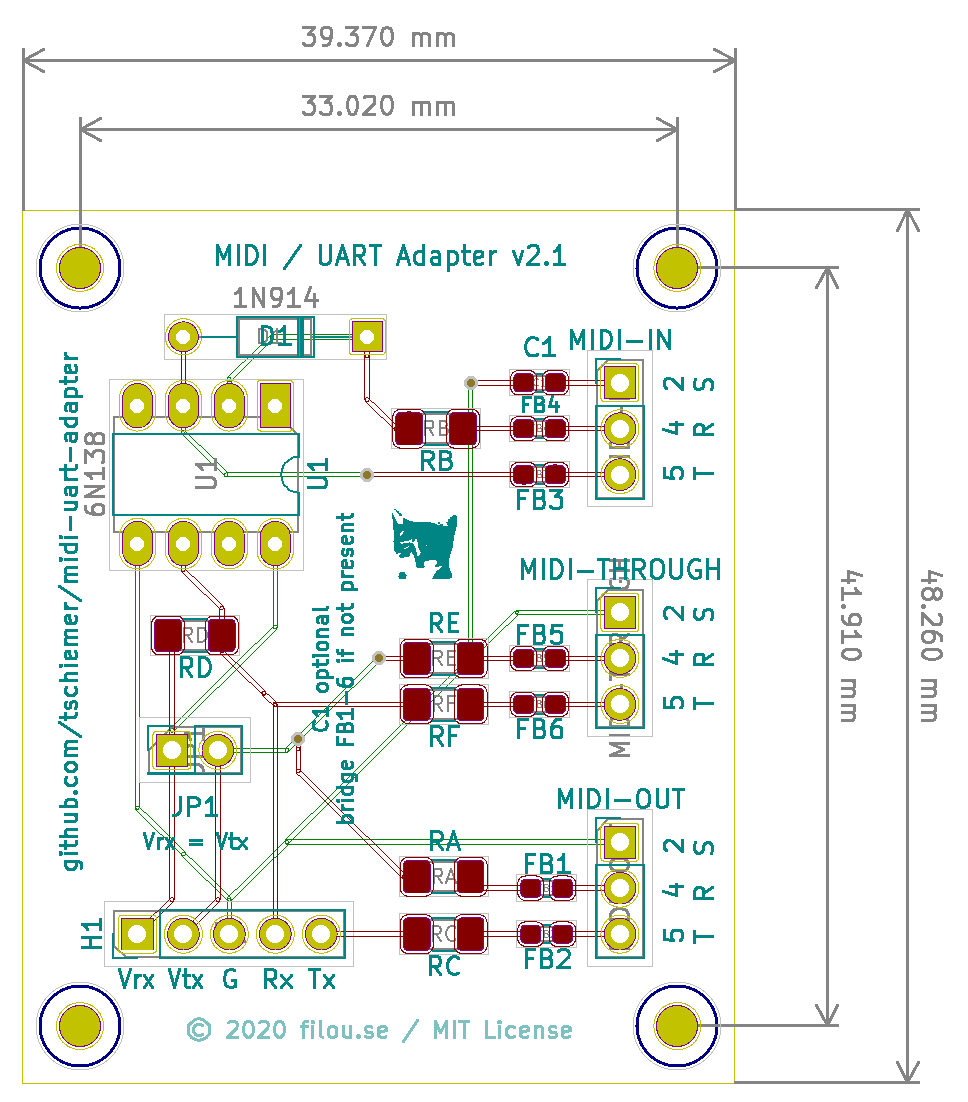 39.370 mm
33.020 mm
MIDI / UART Adapter v2.1
1N914
D1
C1
MIDI-IN
2 S
FB4
4 R
RB
RB
5 T
FB3
github.com/tschiemer/midi-uart-adapter
6N138
U1
U1
C1 optional
bridge FB1-6 if not present
MIDI-THROUGH
2 S
RE
FB5
4 R
RE
RD
RD
RF
RF
FB6
5 T
41.910 mm
48.260 mm
JP1
Vrx = Vtx
MIDI-OUT
2 S
RA
RA
FB1
4 R
H1
RC
RC
FB2
5 T
Vrx Vtx G Rx Tx
© 2020 filou.se / MIT License